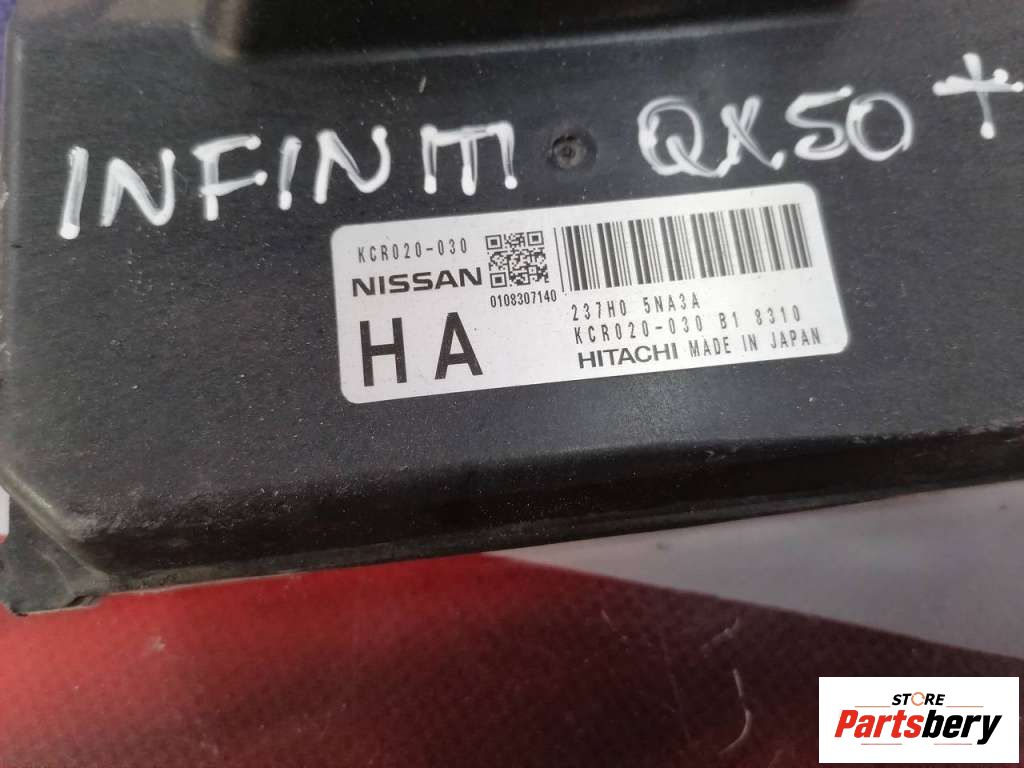 INFINITI QX50 +
KCR020-030
NISSAN
0108307140
HA
237H0 5NA3A
KCR020-030 B1 8310
HITACHI MADE IN JAPAN
STORE
Partsbery